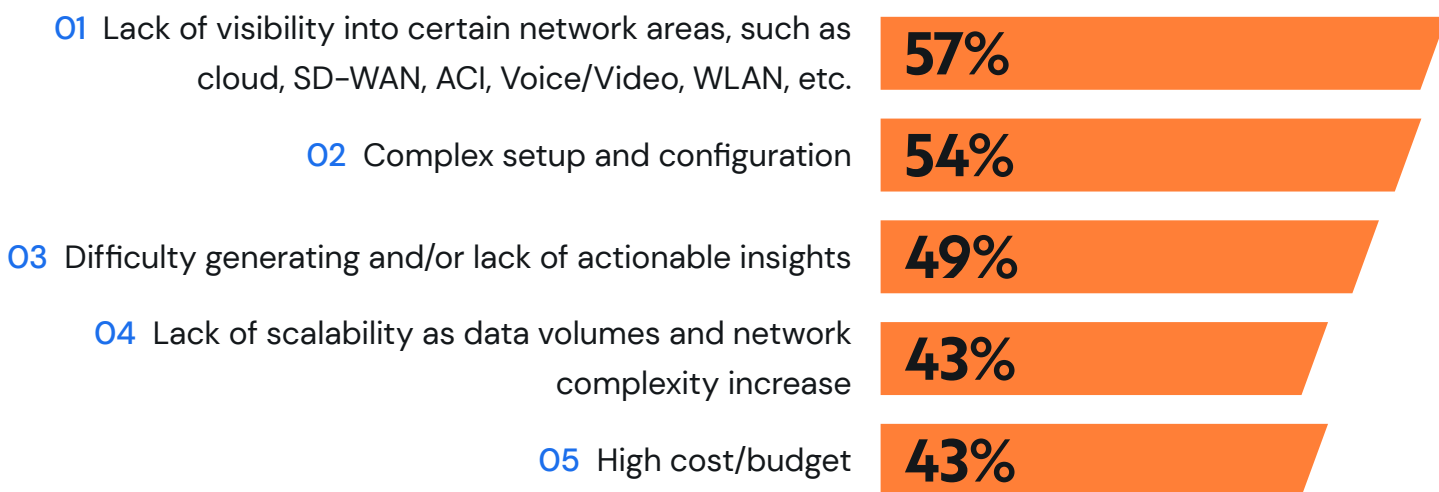 01 Lack of visibility into certain network areas, such as
cloud, SD-WAN, ACI, Voice/Video, WLAN, etc.
57%
02 Complex setup and configuration
54%
03 Difficulty generating and/or lack of actionable insights
49%
04 Lack of scalability as data volumes and network
complexity increase
43%
05 High cost/budget
43%